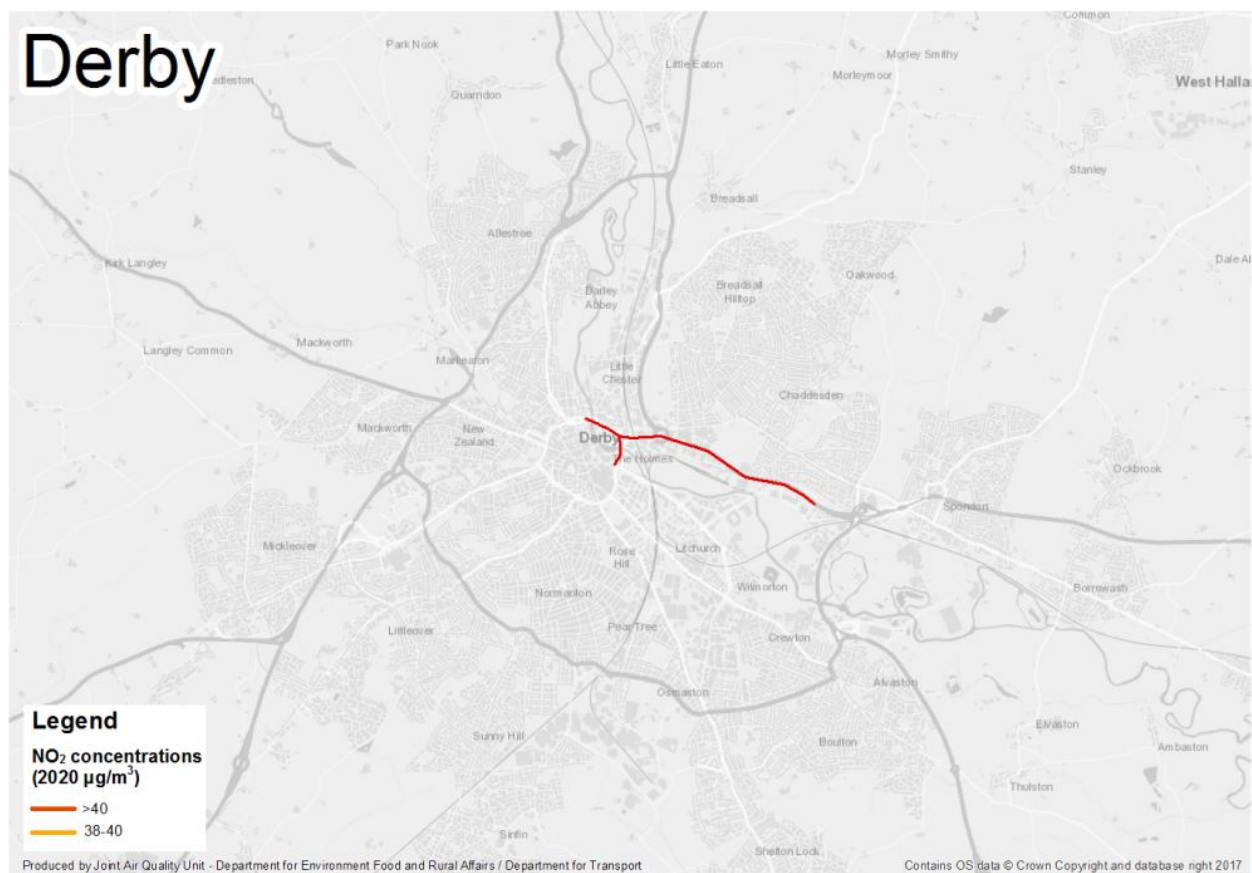 Derby
Common
Park Nook
Morley Smithy
Little Eaton
Morleymoor
West Halla
Quarndon
Stanley
Breadsall
Allestree
Kirk Langley
Oakwood
Dale Ab
Darley
Abbey
Breadsall
Hilltop
Mackworth
Langley Common
Markeaton
Little
Chester
Chaddesden
Mackworth
New
Zealand
Derby
The Holmes
Ockbrook
Spondon
Mickleover
Rose
Hill
Litchurch
Wilmorton
Borrowash
Normanton
Littleover
Pear Tree
Crewton
Osmaston
Alvaston
Elvaston
Sunny Hill
Boulton
Ambaston
Thulston
Sinfin
Shelton Lock
Legend
NO₂ concentrations
(2020 µg/m³)
>40
38-40
Produced by Joint Air Quality Unit - Department for Environment Food and Rural Affairs / Department for Transport
Contains OS data © Crown Copyright and database right 2017